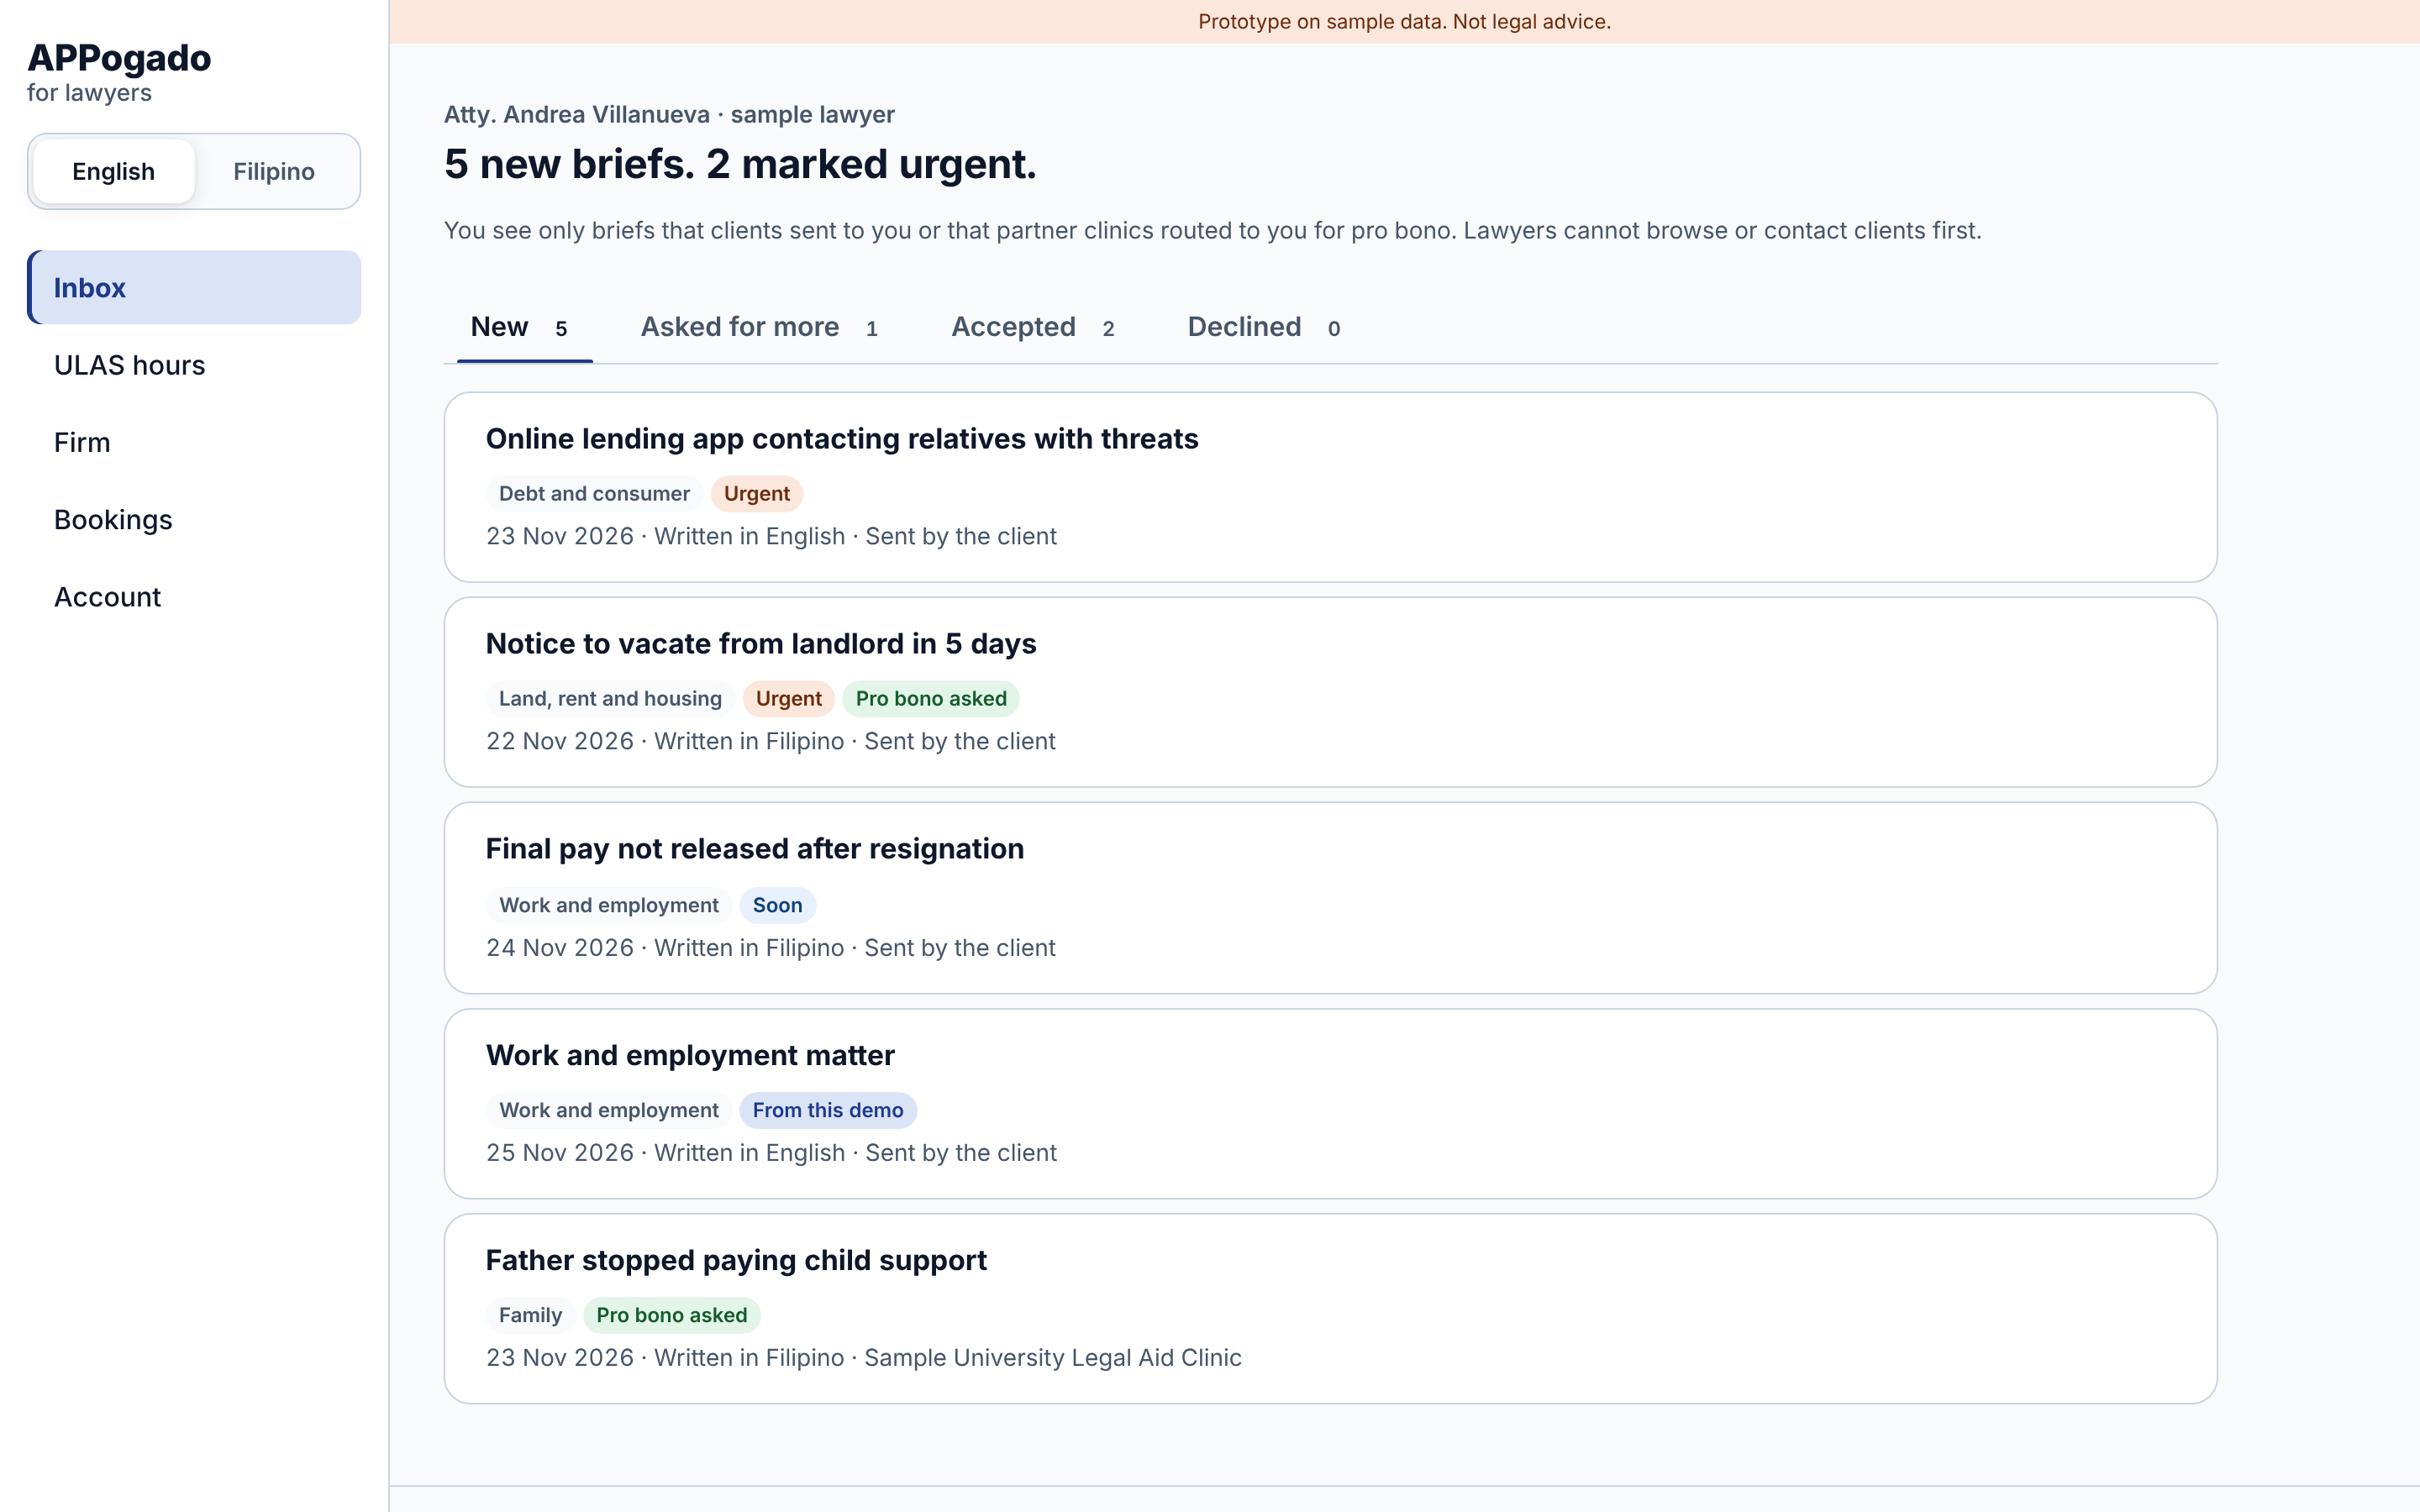 APPogado
for lawyers
English
Filipino
Inbox
ULAS hours
Firm
Bookings
Account
Prototype on sample data. Not legal advice.
Atty. Andrea Villanueva · sample lawyer
5 new briefs. 2 marked urgent.
You see only briefs that clients sent to you or that partner clinics routed to you for pro bono. Lawyers cannot browse or contact clients first.
New 5 Asked for more 1 Accepted 2 Declined 0
Online lending app contacting relatives with threats
Debt and consumer Urgent
23 Nov 2026 · Written in English · Sent by the client
Notice to vacate from landlord in 5 days
Land, rent and housing Urgent Pro bono asked
22 Nov 2026 · Written in Filipino · Sent by the client
Final pay not released after resignation
Work and employment Soon
24 Nov 2026 · Written in Filipino · Sent by the client
Work and employment matter
Work and employment From this demo
25 Nov 2026 · Written in English · Sent by the client
Father stopped paying child support
Family Pro bono asked
23 Nov 2026 · Written in Filipino · Sample University Legal Aid Clinic